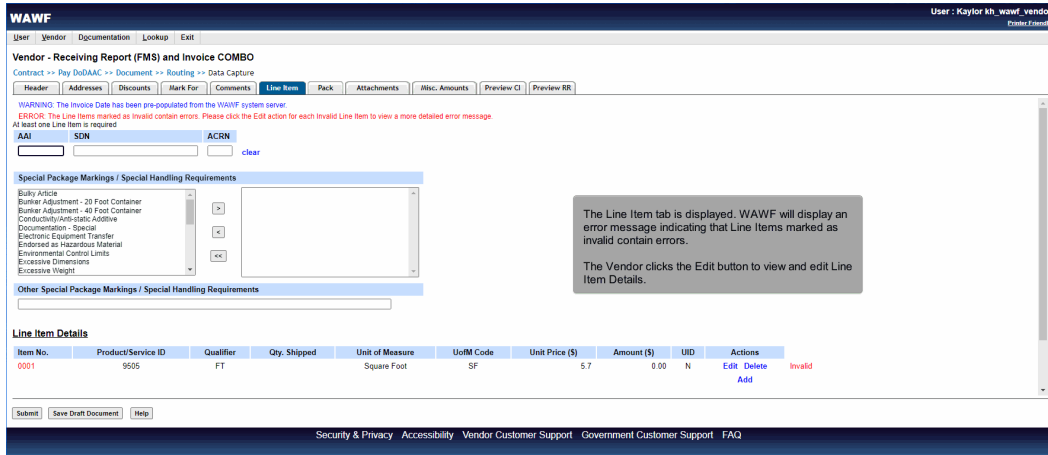 WAWF
User : Kaylor kh_wawf_vendo
Printer Friend
User Vendor Documentation Lookup Exit
Vendor - Receiving Report (FMS) and Invoice COMBO
Contract >> Pay DoDAAC >> Document >> Routing >> Data Capture
Header Addresses Discounts Mark For Comments Line Item Pack Attachments Misc. Amounts Preview CI Preview RR
WARNING: The Invoice Date has been pre-populated from the WAWF system server.
ERROR: The Line Items marked as Invalid contain errors. Please click the Edit action for each Invalid Line Item to view a more detailed error message.
At least one Line Item is required
AAI SDN ACRN
clear
Special Package Markings / Special Handling Requirements
Bulky Article
Bunker Adjustment - 20 Foot Container
Bunker Adjustment - 40 Foot Container
Conductivity/Anti-static Additive
Documentation - Special
Electronic Equipment Transfer
Endorsed as Hazardous Material
Environmental Control Limits
Excessive Dimensions
Excessive Weight
>
<
<<
The Line Item tab is displayed. WAWF will display an
error message indicating that Line Items marked as
invalid contain errors.
The Vendor clicks the Edit button to view and edit Line
Item Details.
Other Special Package Markings / Special Handling Requirements
Line Item Details
Item No. Product/Service ID Qualifier Qty. Shipped Unit of Measure UofM Code Unit Price ($) Amount ($) UID Actions
0001 9505 FT Square Foot SF 5.7 0.00 N Edit Delete Invalid
Add
Submit Save Draft Document Help
Security & Privacy Accessibility Vendor Customer Support Government Customer Support FAQ